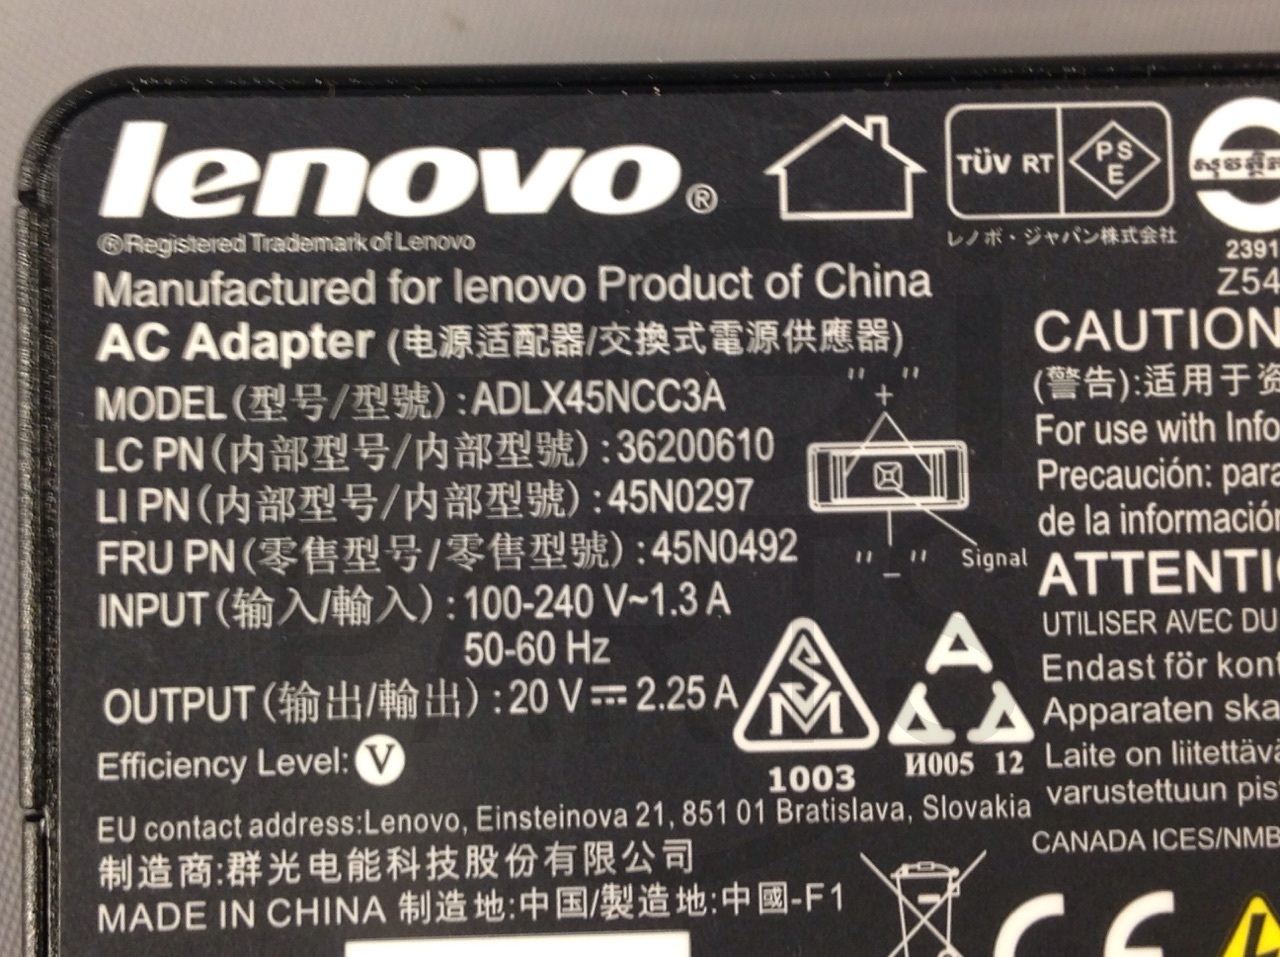 lenovo®
®Registered Trademark of Lenovo
Manufactured for lenovo Product of China
AC Adapter (电源适配器/交換式電源供應器)
MODEL(型号/型號):ADLX45NCC3A
LC PN(内部型号/内部型號):36200610
LI PN(内部型号/内部型號):45N0297
FRU PN(零售型号/零售型號):45N0492
INPUT(输入/輸入):100-240 V~1.3 A
50-60 Hz
OUTPUT(输出/輸出):20 V⎓2.25 A
Efficiency Level: V
EU contact address:Lenovo, Einsteinova 21, 851 01 Bratislava, Slovakia
制造商:群光电能科技股份有限公司
MADE IN CHINA 制造地:中国/製造地:中國-F1
"+"
"-"
Signal
SM
1003
И005 12
TÜV RT
PS
E
レノボ・ジャパン株式会社
2391
Z54
CAUTION
(警告):适用于资
For use with Info
Precaución: para
de la información
ATTENTI
UTILISER AVEC DU
Endast för kon
Apparaten ska
Laite on liitettävä
varustettuun pis
CANADA ICES/NMB
CE